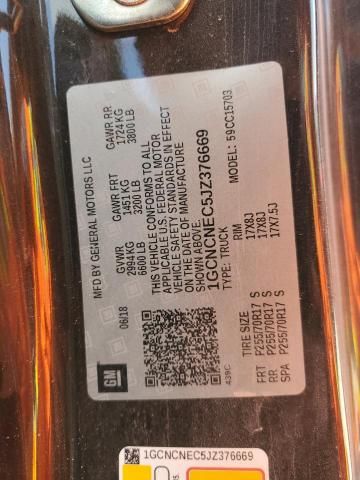 MFD BY GENERAL MOTORS LLC
06/18
GVWR
2994 KG
6600 LB
GAWR FRT
1451 KG
3200 LB
GAWR RR
1724 KG
3800 LB
THIS VEHICLE CONFORMS TO ALL
APPLICABLE U.S. FEDERAL MOTOR
VEHICLE SAFETY STANDARDS IN EFFECT
ON THE DATE OF MANUFACTURE
SHOWN ABOVE.
1GCNCNEC5JZ376669
TYPE: TRUCK
MODEL: 59CC15703
GM
439C
TIRE SIZE
RIM
FRT P255/70R17 S 17X8J
RR P255/70R17 S 17X8J
SPA P255/70R17 S 17X7.5J
1GCNCNEC5JZ376669